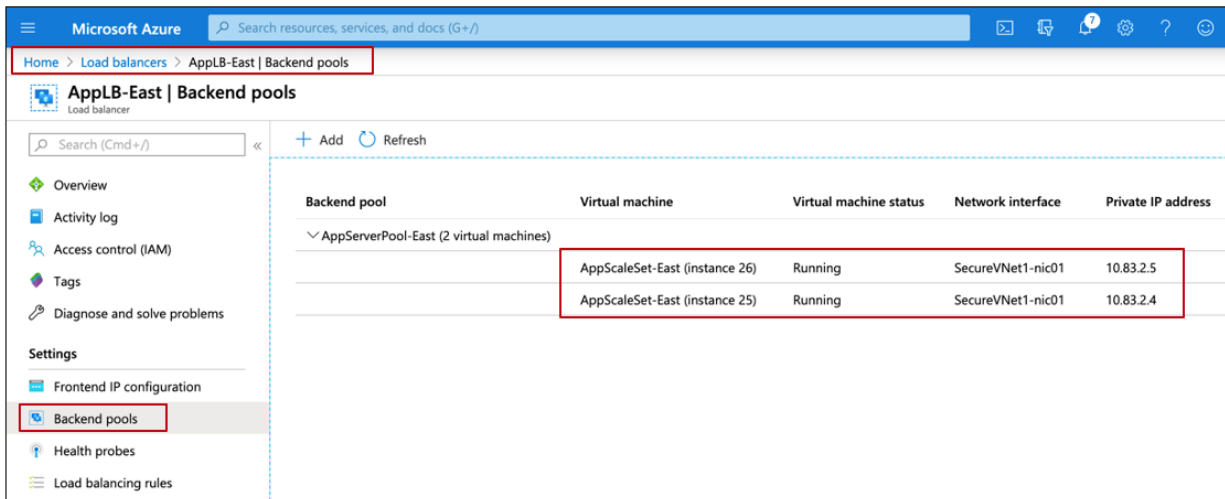 Microsoft Azure
Search resources, services, and docs (G+/)
7
Home > Load balancers > AppLB-East | Backend pools
AppLB-East | Backend pools
Load balancer
Search (Cmd+/)
«
+ Add
Refresh
Overview
Activity log
Access control (IAM)
Tags
Diagnose and solve problems
Settings
Frontend IP configuration
Backend pools
Health probes
Load balancing rules
Backend pool Virtual machine Virtual machine status Network interface Private IP address
AppServerPool-East (2 virtual machines)
AppScaleSet-East (instance 26) Running SecureVNet1-nic01 10.83.2.5
AppScaleSet-East (instance 25) Running SecureVNet1-nic01 10.83.2.4